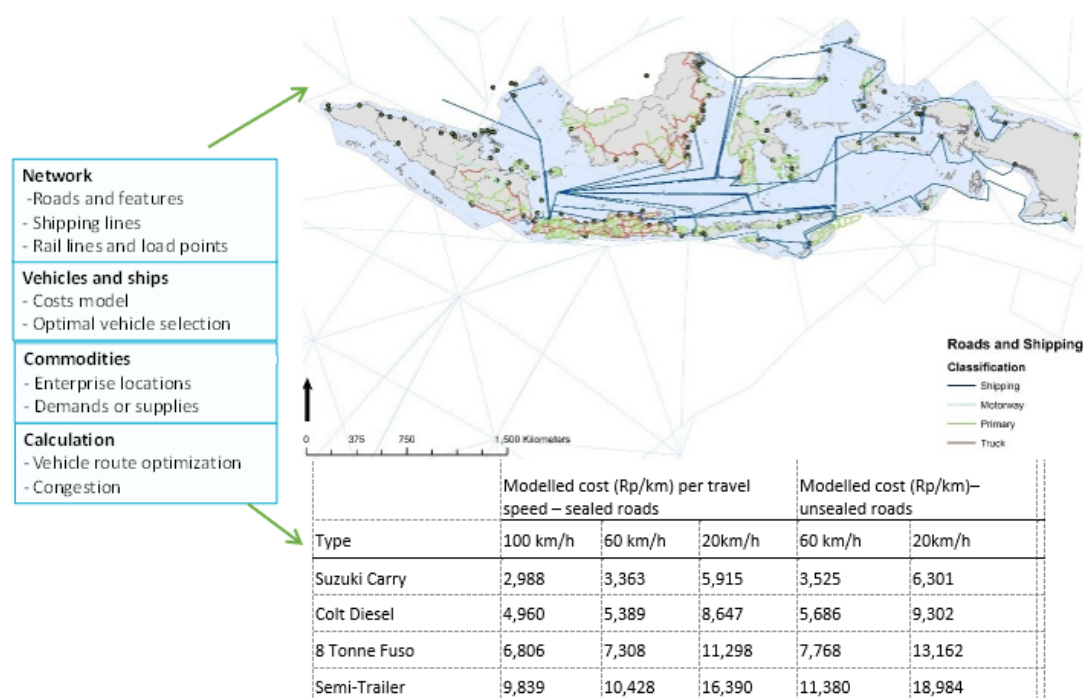 Network
-Roads and features
- Shipping lines
- Rail lines and load points
Vehicles and ships
- Costs model
- Optimal vehicle selection
Commodities
- Enterprise locations
- Demands or supplies
Calculation
- Vehicle route optimization
- Congestion
Roads and Shipping
Classification
Shipping
Motorway
Primary
Truck
0 375 750 1,500 Kilometers
Modelled cost (Rp/km) per travel speed – sealed roads Modelled cost (Rp/km)– unsealed roads
Type 100 km/h 60 km/h 20km/h 60 km/h 20km/h
Suzuki Carry 2,988 3,363 5,915 3,525 6,301
Colt Diesel 4,960 5,389 8,647 5,686 9,302
8 Tonne Fuso 6,806 7,308 11,298 7,768 13,162
Semi-Trailer 9,839 10,428 16,390 11,380 18,984